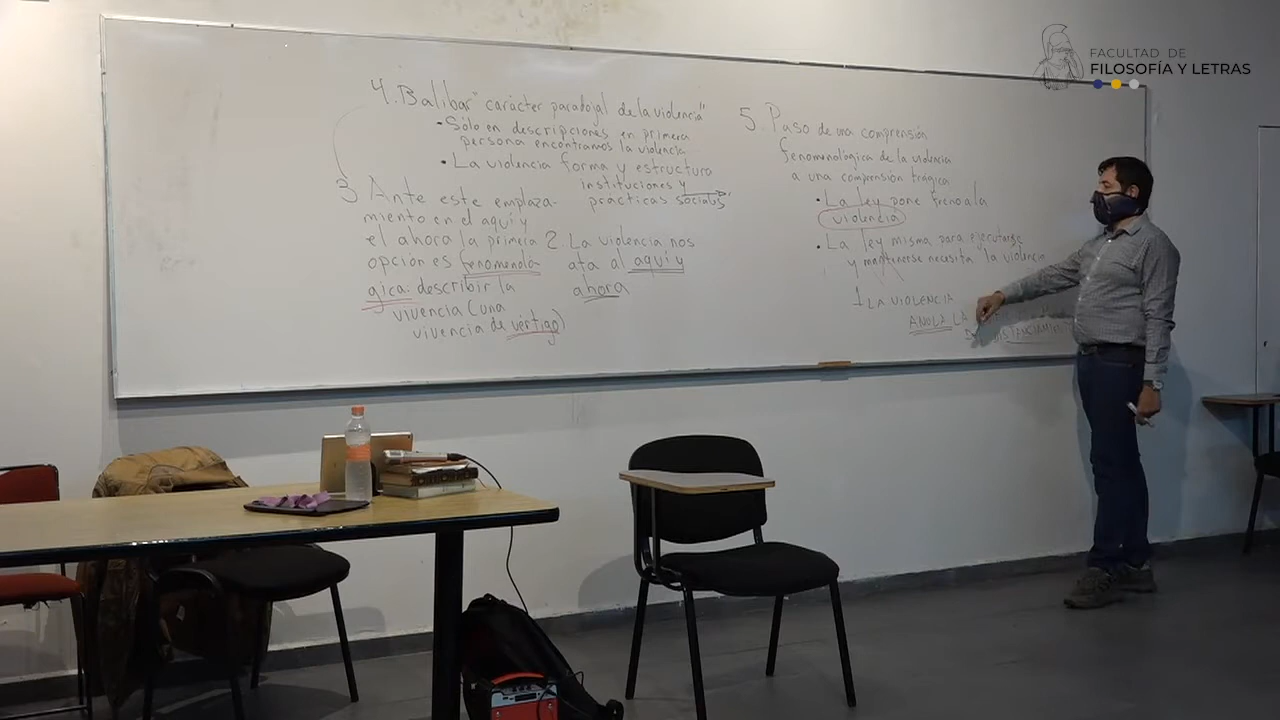 4. Balibar "carácter paradojal de la violencia"
• Sólo en descripciones en primera
persona encontramos la violencia
• La violencia forma y estructura
instituciones y
prácticas sociales
3 Ante este emplaza-
miento en el aquí y
el ahora la primera
opción es fenomenoló
gica: describir la
vivencia (una
vivencia de vértigo)
2. La violencia nos
ata al aquí y
ahora
5. Paso de una comprensión
fenomenológica de la violencia
a una comprensión trágica
• La ley pone freno a la
violencia
• La ley misma para ejecutarse
y mantenerse necesita la violencia
1 LA VIOLENCIA
ANULA LA
FACULTAD DE
FILOSOFÍA Y LETRAS